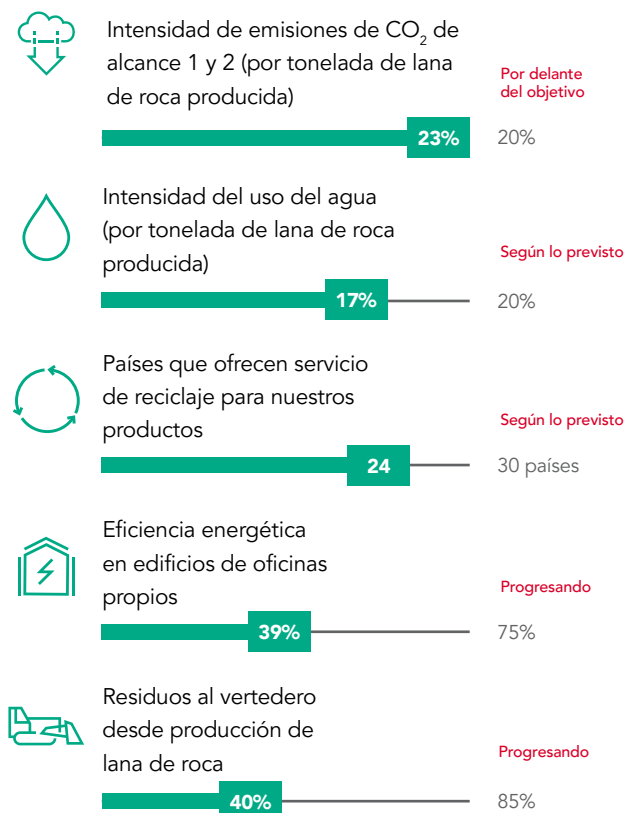 Intensidad de emisiones de CO₂ de
alcance 1 y 2 (por tonelada de lana
de roca producida)
Por delante
del objetivo
23%
20%
Intensidad del uso del agua
(por tonelada de lana de roca
producida)
Según lo previsto
17%
20%
Países que ofrecen servicio
de reciclaje para nuestros
productos
Según lo previsto
24
30 países
Eficiencia energética
en edificios de oficinas
propios
Progresando
39%
75%
Residuos al vertedero
desde producción de
lana de roca
Progresando
40%
85%